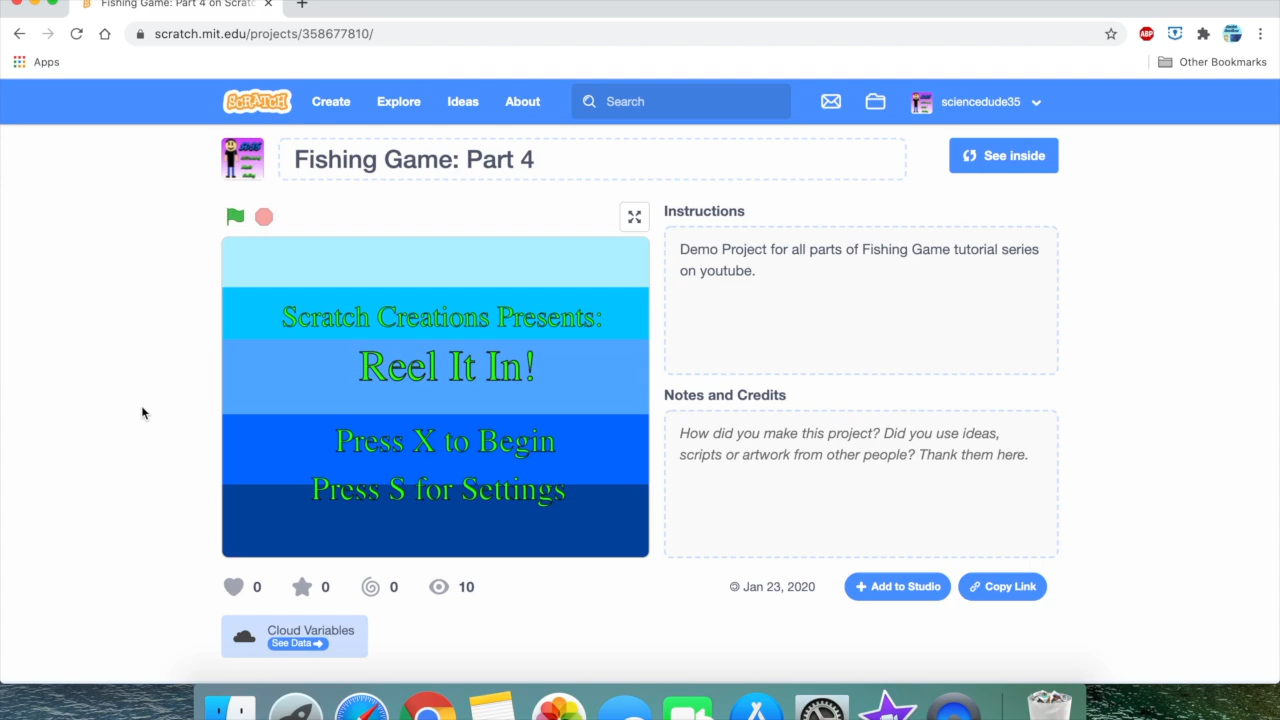 Fishing Game: Part 4 on Scratc
scratch.mit.edu/projects/358677810/
ABP
Apps
Other Bookmarks
SCRATCH
Create
Explore
Ideas
About
Search
sciencedude35
Fishing Game: Part 4
See inside
Instructions
Demo Project for all parts of Fishing Game tutorial series
on youtube.
Scratch Creations Presents:
Reel It In!
Press X to Begin
Press S for Settings
Notes and Credits
How did you make this project? Did you use ideas,
scripts or artwork from other people? Thank them here.
0
0
0
10
© Jan 23, 2020
Add to Studio
Copy Link
Cloud Variables
See Data